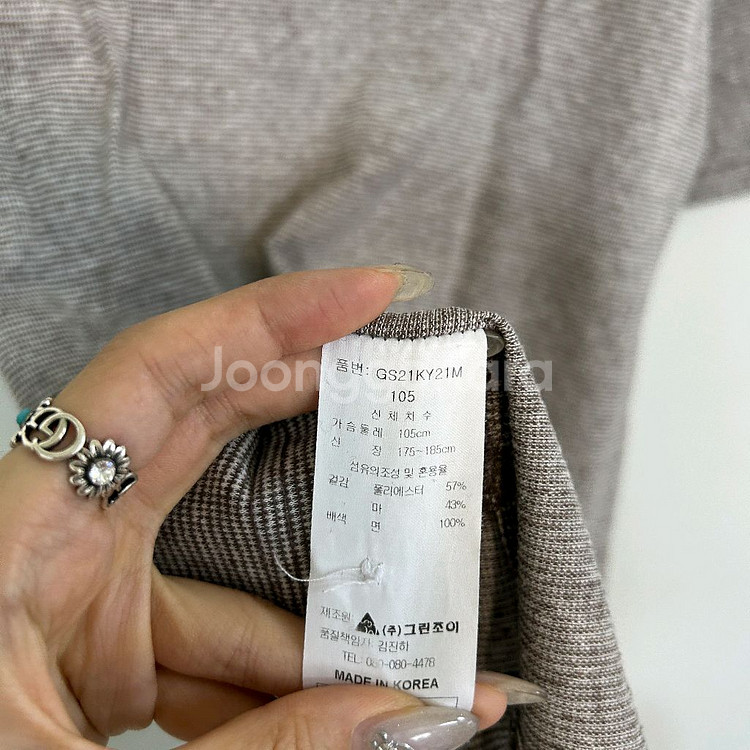 Joonggonara
품번: GS21KY21M
105
신 체 치 수
가슴둘레 105cm
신 장 175~185cm
섬유의조성 및 혼용율
겉감 폴리에스터 57%
마 43%
배색 면 100%
제조원: (주)그린조이
품질책임자: 김진하
TEL: 080-080-4478
MADE IN KOREA